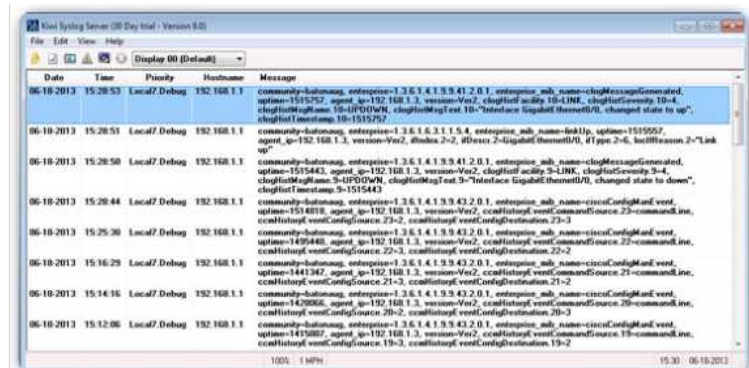 Kiwi Syslog Server (30 Day trial - Version 9.0)
File Edit View Help
Display 00 (Default)
Date Time Priority Hostname Message
06-18-2013 15:28:53 Local7.Debug 192.168.1.1 community=batonaug, enterprise=1.3.6.1.4.1.9.9.41.2.0.1, enterprise_mib_name=clogMessageGenerated,
uptime=1515757, agent_ip=192.168.1.3, version=Ver2, clogHistFacility.10=LINK, clogHistSeverity.10=4,
clogHistMsgName.10=UPDOWN, clogHistMsgText.10="Interface GigabitEthernet0/0, changed state to up",
clogHistTimestamp.10=1515757
06-18-2013 15:28:51 Local7.Debug 192.168.1.1 community=batonaug, enterprise=1.3.6.1.6.3.1.1.5.4, enterprise_mib_name=linkUp, uptime=1515557,
agent_ip=192.168.1.3, version=Ver2, ifIndex.2=2, ifDescr.2=GigabitEthernet0/0, ifType.2=6, locIfReason.2="Link
up"
06-18-2013 15:28:50 Local7.Debug 192.168.1.1 community=batonaug, enterprise=1.3.6.1.4.1.9.9.41.2.0.1, enterprise_mib_name=clogMessageGenerated,
uptime=1515443, agent_ip=192.168.1.3, version=Ver2, clogHistFacility.9=LINK, clogHistSeverity.9=4,
clogHistMsgName.9=UPDOWN, clogHistMsgText.9="Interface GigabitEthernet0/0, changed state to down",
clogHistTimestamp.9=1515443
06-18-2013 15:28:44 Local7.Debug 192.168.1.1 community=batonaug, enterprise=1.3.6.1.4.1.9.9.43.2.0.1, enterprise_mib_name=ciscoConfigManEvent,
uptime=1514818, agent_ip=192.168.1.3, version=Ver2, ccmHistoryEventCommandSource.23=commandLine,
ccmHistoryEventConfigSource.23=2, ccmHistoryEventConfigDestination.23=3
06-18-2013 15:25:30 Local7.Debug 192.168.1.1 community=batonaug, enterprise=1.3.6.1.4.1.9.9.43.2.0.1, enterprise_mib_name=ciscoConfigManEvent,
uptime=1495448, agent_ip=192.168.1.3, version=Ver2, ccmHistoryEventCommandSource.22=commandLine,
ccmHistoryEventConfigSource.22=3, ccmHistoryEventConfigDestination.22=2
06-18-2013 15:16:29 Local7.Debug 192.168.1.1 community=batonaug, enterprise=1.3.6.1.4.1.9.9.43.2.0.1, enterprise_mib_name=ciscoConfigManEvent,
uptime=1441347, agent_ip=192.168.1.3, version=Ver2, ccmHistoryEventCommandSource.21=commandLine,
ccmHistoryEventConfigSource.21=3, ccmHistoryEventConfigDestination.21=2
06-18-2013 15:14:16 Local7.Debug 192.168.1.1 community=batonaug, enterprise=1.3.6.1.4.1.9.9.43.2.0.1, enterprise_mib_name=ciscoConfigManEvent,
uptime=1428066, agent_ip=192.168.1.3, version=Ver2, ccmHistoryEventCommandSource.20=commandLine,
ccmHistoryEventConfigSource.20=2, ccmHistoryEventConfigDestination.20=3
06-18-2013 15:12:06 Local7.Debug 192.168.1.1 community=batonaug, enterprise=1.3.6.1.4.1.9.9.43.2.0.1, enterprise_mib_name=ciscoConfigManEvent,
uptime=1415007, agent_ip=192.168.1.3, version=Ver2, ccmHistoryEventCommandSource.19=commandLine,
ccmHistoryEventConfigSource.19=3, ccmHistoryEventConfigDestination.19=2
100% 1 MPH 15:30 06-18-2013